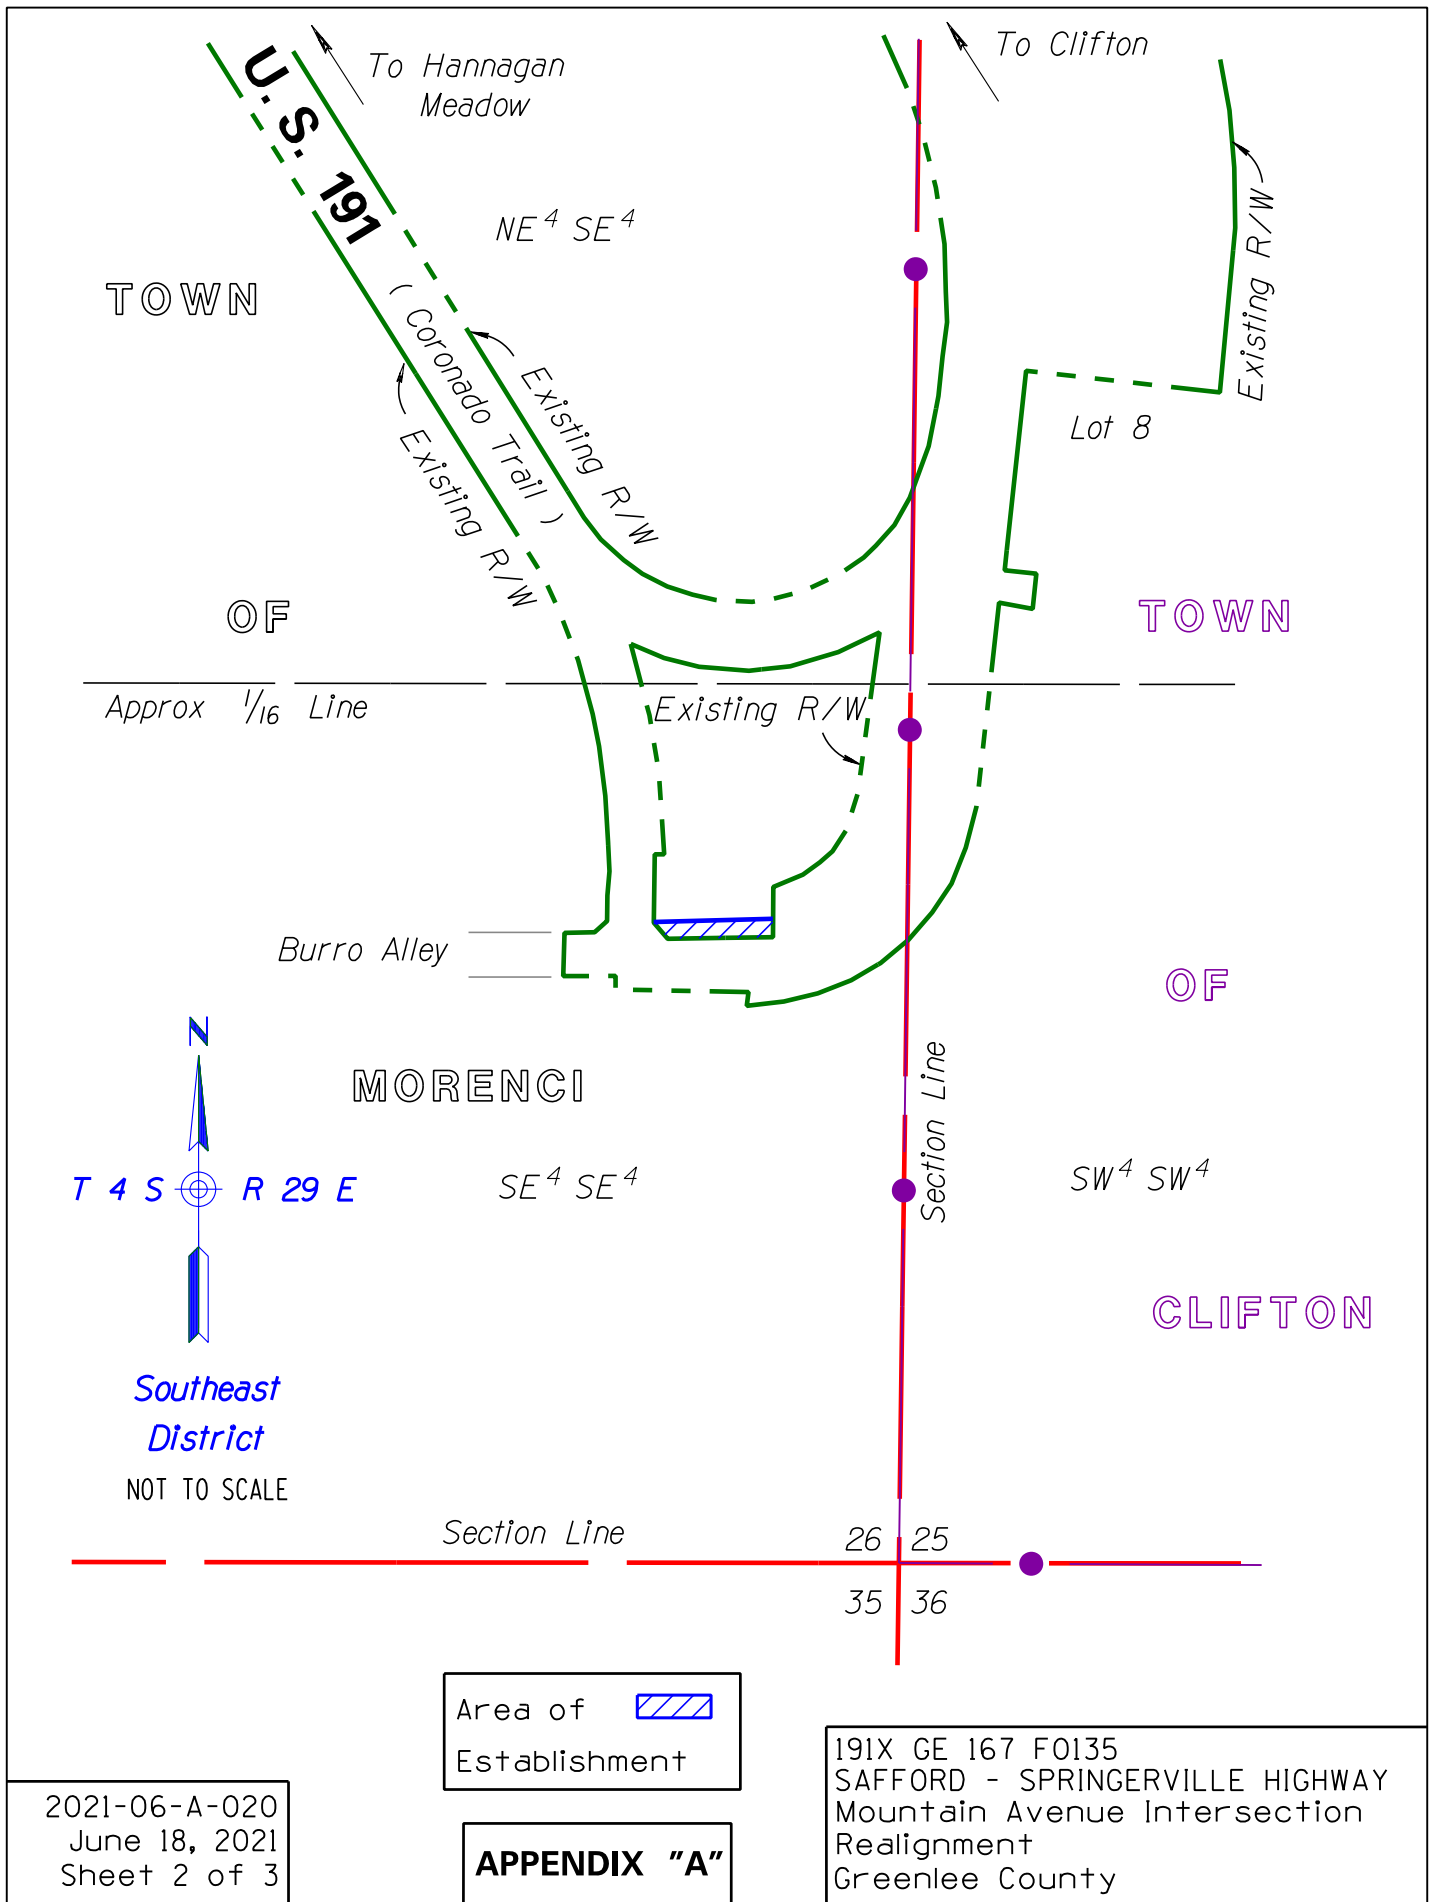 To Hannagan
Meadow
To Clifton
U. S. 191
( Coronado Trail )
NE 4 SE 4
Existing R/W
TOWN
Existing R/W
Existing R/W
Lot 8
OF
TOWN
Approx 1/16 Line
Existing R/W
Burro Alley
OF
N
MORENCI
Section Line
T 4 S R 29 E
SE 4 SE 4
SW 4 SW 4
CLIFTON
Southeast
District
NOT TO SCALE
Section Line
26 25
35 36
Area of
Establishment
2021-06-A-020
June 18, 2021
Sheet 2 of 3
APPENDIX "A"
191X GE 167 F0135
SAFFORD - SPRINGERVILLE HIGHWAY
Mountain Avenue Intersection
Realignment
Greenlee County